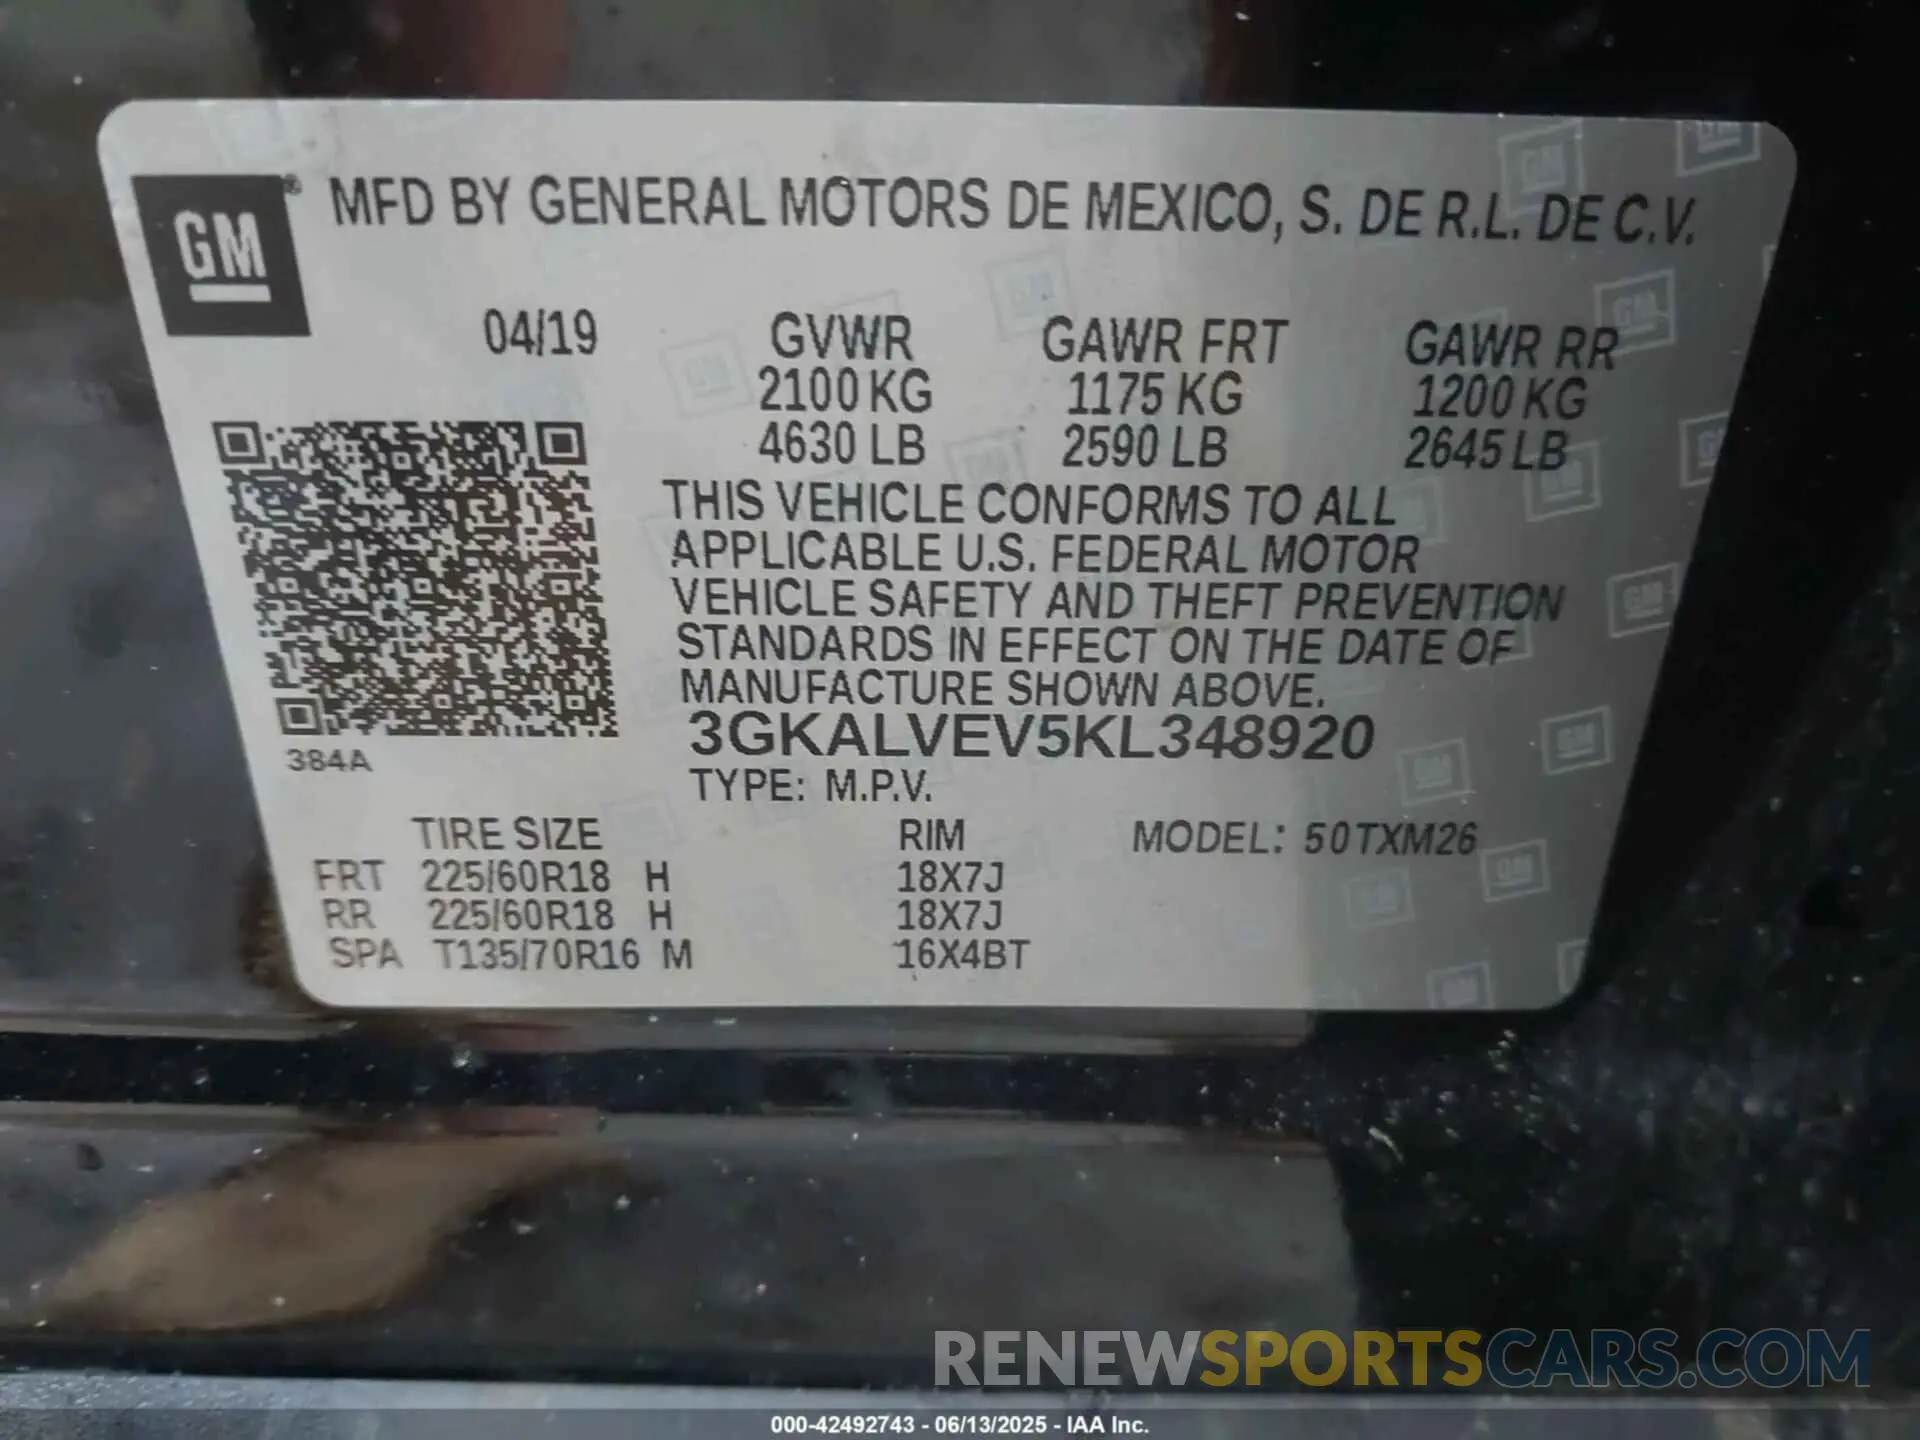 GM® MFD BY GENERAL MOTORS DE MEXICO, S. DE R.L. DE C.V.
04/19 GVWR GAWR FRT GAWR RR
2100 KG 1175 KG 1200 KG
4630 LB 2590 LB 2645 LB
THIS VEHICLE CONFORMS TO ALL
APPLICABLE U.S. FEDERAL MOTOR
VEHICLE SAFETY AND THEFT PREVENTION
STANDARDS IN EFFECT ON THE DATE OF
MANUFACTURE SHOWN ABOVE.
3GKALVEV5KL348920
384A
TYPE: M.P.V.
TIRE SIZE RIM MODEL: 50TXM26
FRT 225/60R18 H 18X7J
RR 225/60R18 H 18X7J
SPA T135/70R16 M 16X4BT
RENEWSPORTSCARS.COM
000-42492743 - 06/13/2025 - IAA Inc.